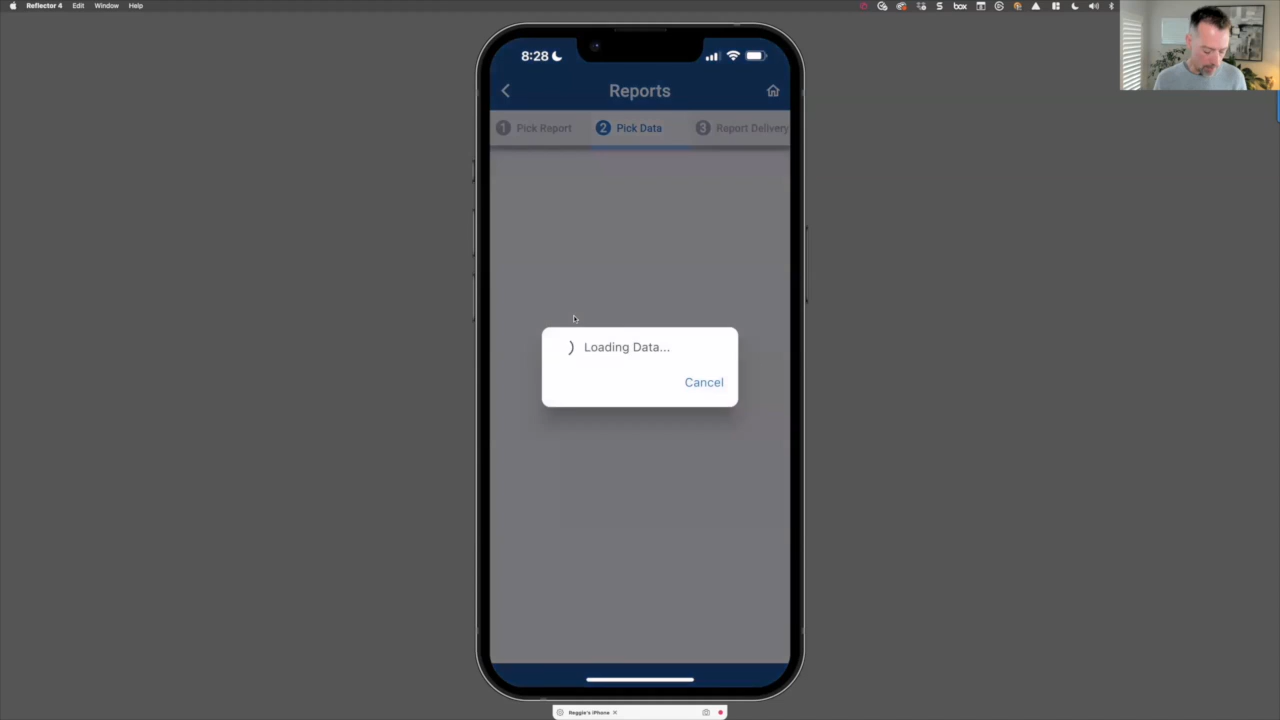 Reflector 4 Edit Window Help
box
8:28
Reports
1 Pick Report 2 Pick Data 3 Report Delivery
Loading Data...
Cancel
Reggie's iPhone